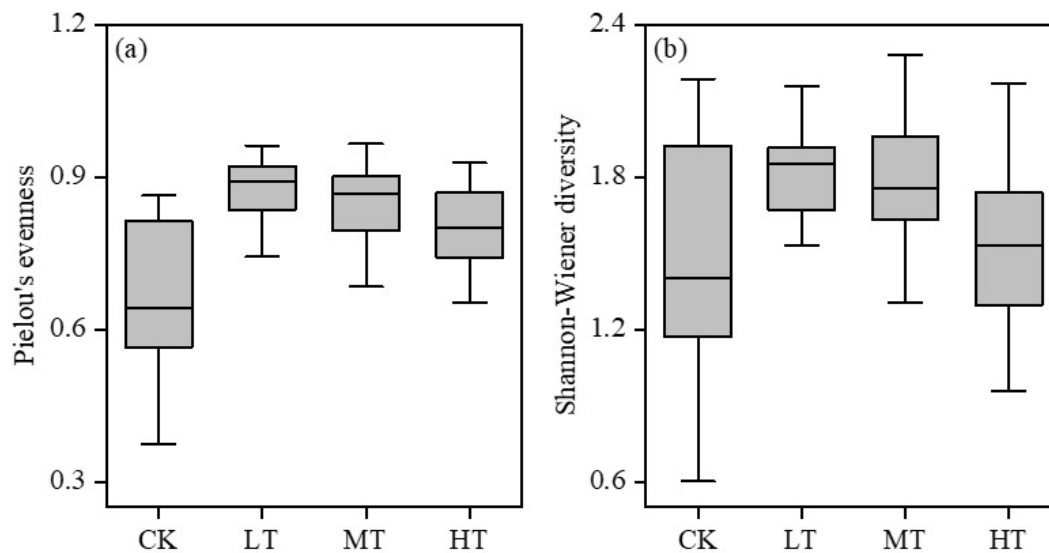 (a)
Pielou's evenness
1.2
0.9
0.6
0.3
CK LT MT HT
(b)
Shannon-Wiener diversity
2.4
1.8
1.2
0.6
CK LT MT HT